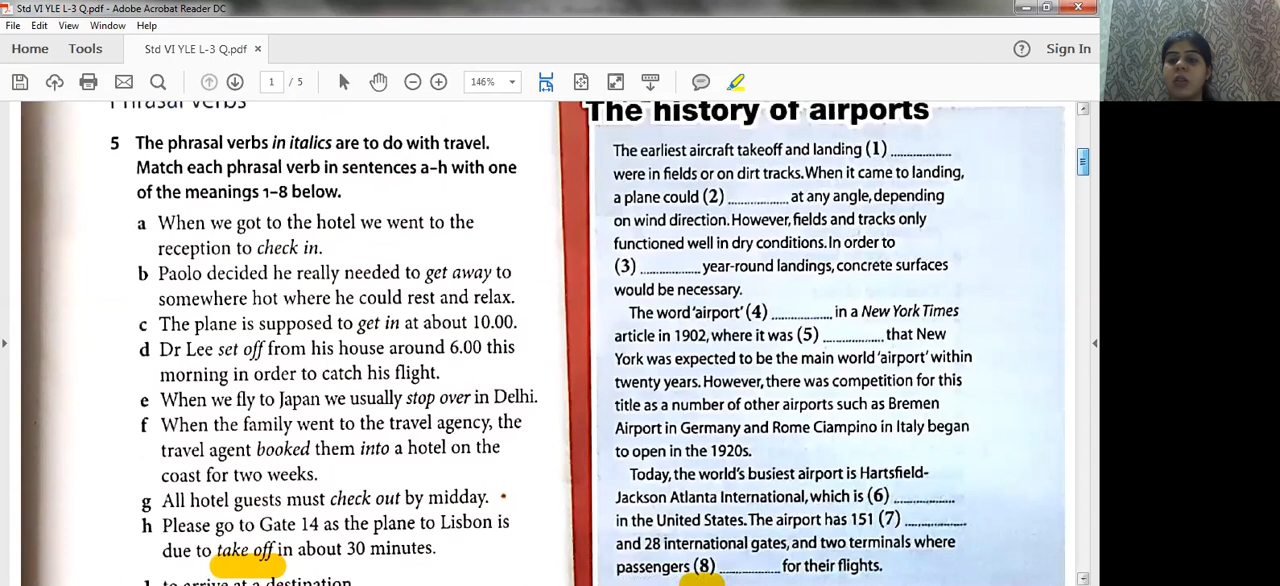 Std VI YLE L-3 Q.pdf - Adobe Acrobat Reader DC
File Edit View Window Help
Home Tools Std VI YLE L-3 Q.pdf × Sign In
1 / 5 146%
Phrasal verbs
5 The phrasal verbs in italics are to do with travel.
Match each phrasal verb in sentences a–h with one
of the meanings 1–8 below.
a When we got to the hotel we went to the
reception to check in.
b Paolo decided he really needed to get away to
somewhere hot where he could rest and relax.
c The plane is supposed to get in at about 10.00.
d Dr Lee set off from his house around 6.00 this
morning in order to catch his flight.
e When we fly to Japan we usually stop over in Delhi.
f When the family went to the travel agency, the
travel agent booked them into a hotel on the
coast for two weeks.
g All hotel guests must check out by midday.
h Please go to Gate 14 as the plane to Lisbon is
due to take off in about 30 minutes.
1 to arrive at a destination
The history of airports
The earliest aircraft takeoff and landing (1) ..............
were in fields or on dirt tracks. When it came to landing,
a plane could (2) .............. at any angle, depending
on wind direction. However, fields and tracks only
functioned well in dry conditions. In order to
(3) .............. year-round landings, concrete surfaces
would be necessary.
The word 'airport' (4) .............. in a New York Times
article in 1902, where it was (5) .............. that New
York was expected to be the main world 'airport' within
twenty years. However, there was competition for this
title as a number of other airports such as Bremen
Airport in Germany and Rome Ciampino in Italy began
to open in the 1920s.
Today, the world's busiest airport is Hartsfield-
Jackson Atlanta International, which is (6) ..............
in the United States. The airport has 151 (7) ..............
and 28 international gates, and two terminals where
passengers (8) .............. for their flights.